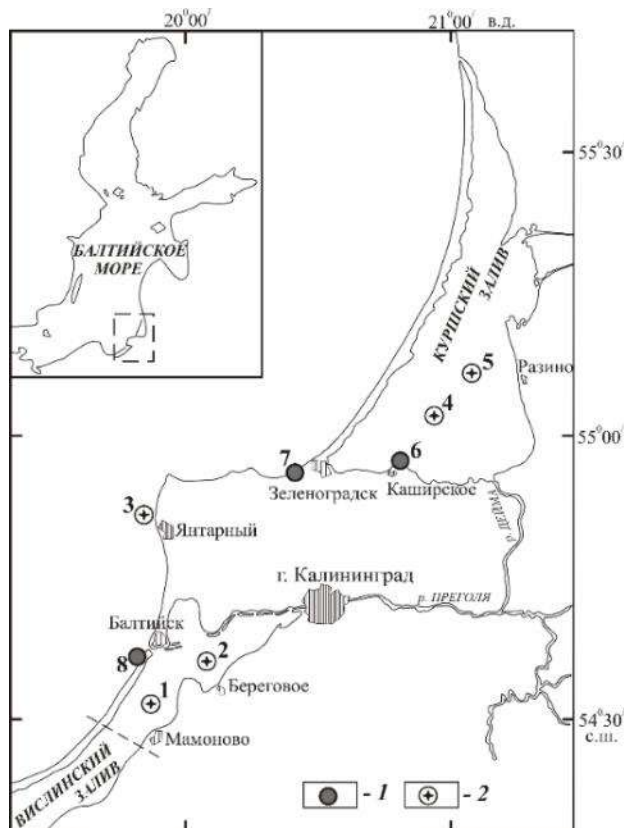 20°00′
21°00′
в.д.
БАЛТИЙСКОЕ
МОРЕ
55°30′
КУРШСКИЙ
ЗАЛИВ
5
Разино
4
55°00′
7
6
Зеленоградск
Каширское
3
Янтарный
р. ДЕЙМА
г. Калининград
р. ПРЕГОЛЯ
Балтийск
8
2
Береговое
1
54°30′
с.ш.
Мамоново
ВИСЛИНСКИЙ
ЗАЛИВ
- 1
- 2